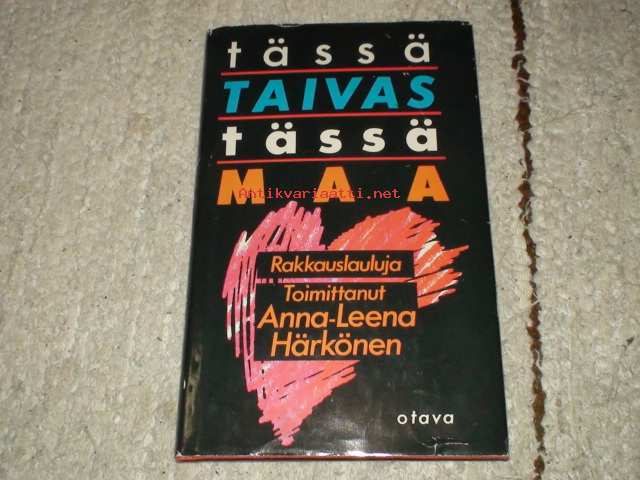 tässä
TAIVAS
tässä
MAA
Antikvariaatti.net
Rakkauslauluja
Toimittanut
Anna-Leena
Härkönen
otava